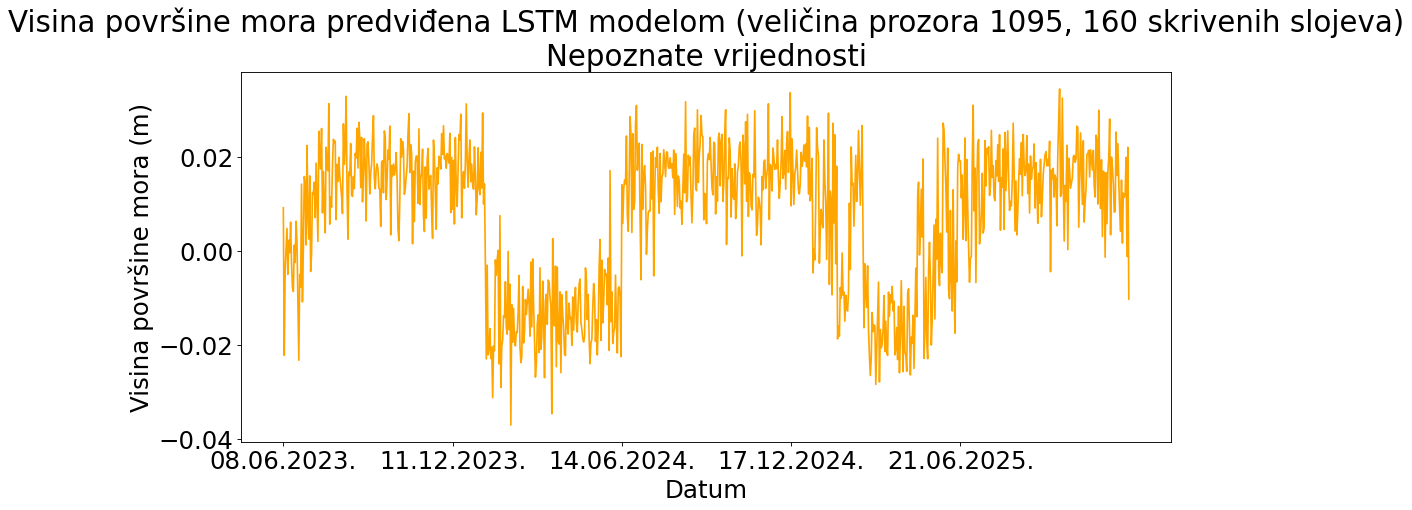 Visina površine mora predviđena LSTM modelom (veličina prozora 1095, 160 skrivenih slojeva)
Nepoznate vrijednosti
Visina površine mora (m)
0.02
0.00
−0.02
−0.04
08.06.2023. 11.12.2023. 14.06.2024. 17.12.2024. 21.06.2025.
Datum